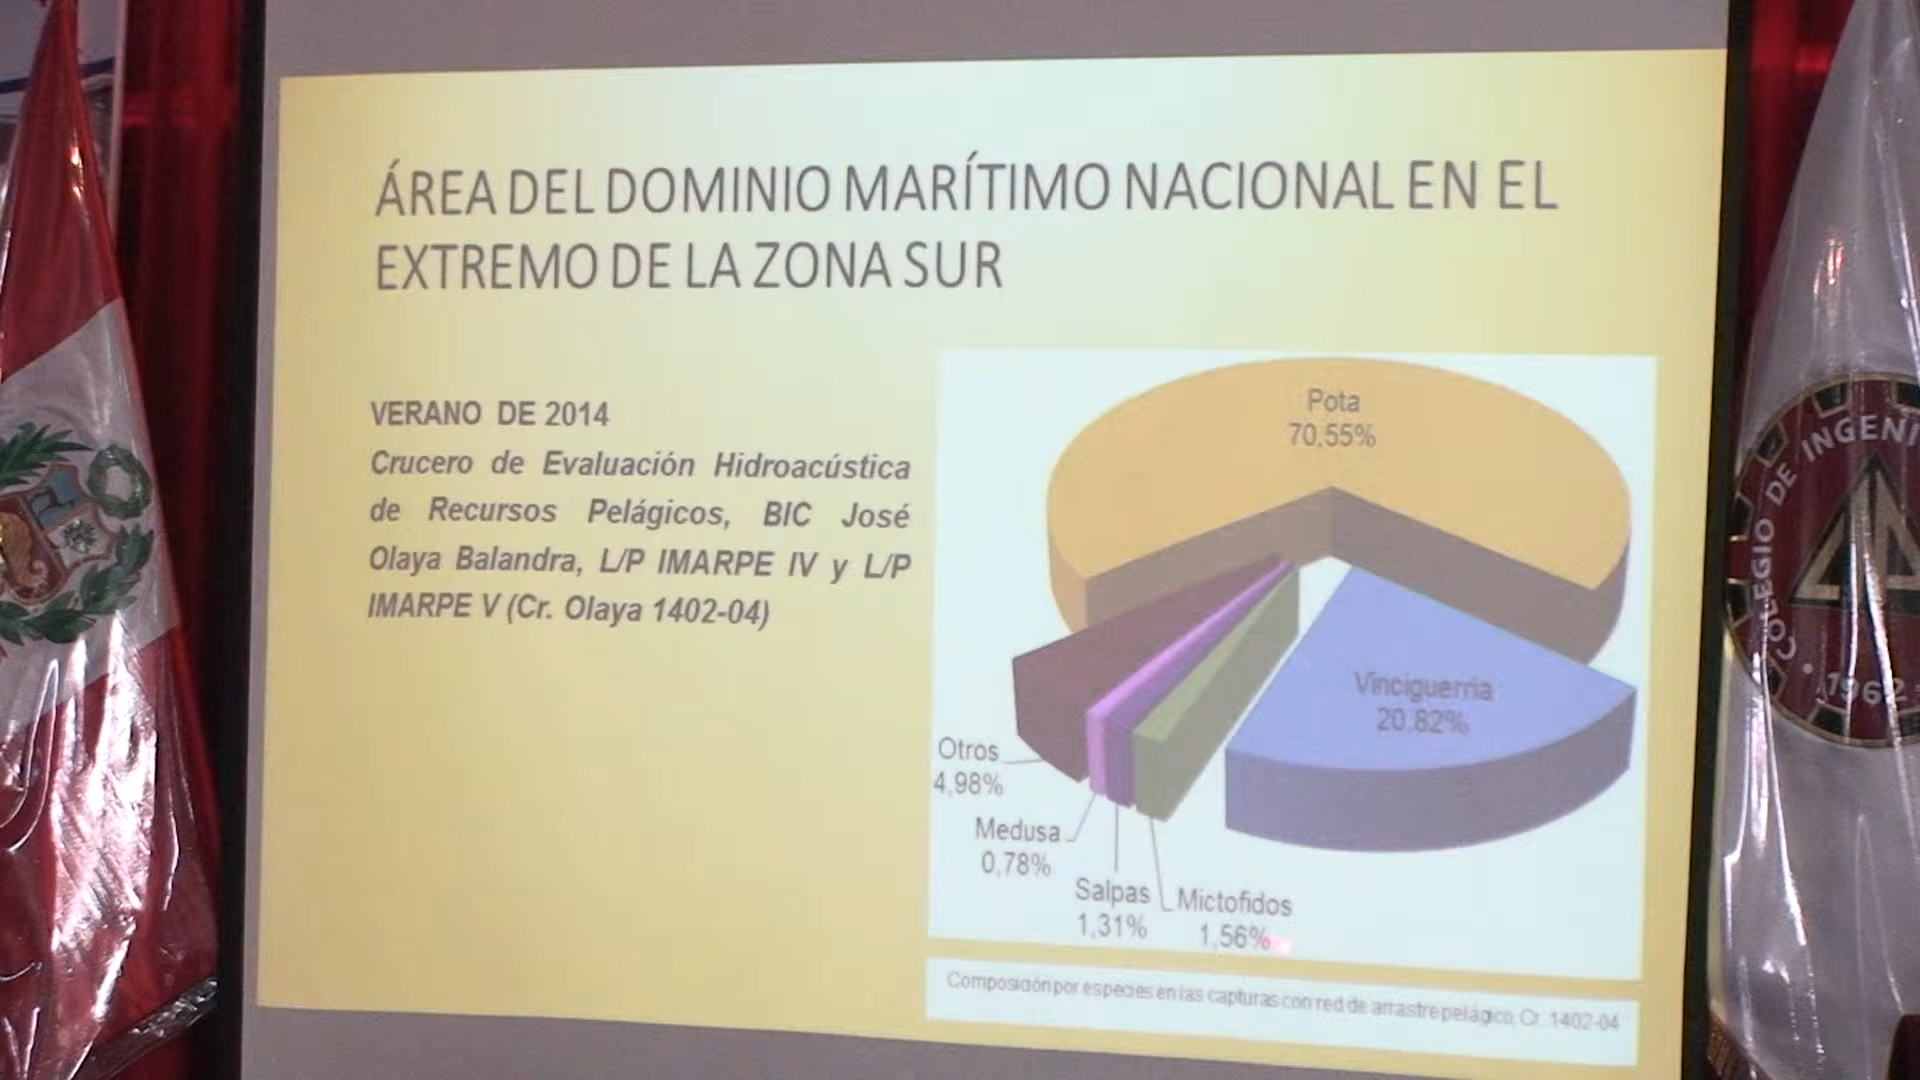 ÁREA DEL DOMINIO MARÍTIMO NACIONAL EN EL
EXTREMO DE LA ZONA SUR
VERANO DE 2014
Crucero de Evaluación Hidroacústica
de Recursos Pelágicos, BIC José
Olaya Balandra, L/P IMARPE IV y L/P
IMARPE V (Cr. Olaya 1402-04)
Pota
70,55%
Vinciguerria
20,82%
Otros
4,98%
Medusa
0,78%
Salpas
1,31%
Mictofidos
1,56%
Composición por especies en las capturas con red de arrastre pelágico, Cr. 1402-04
COLEGIO DE INGENI
1962